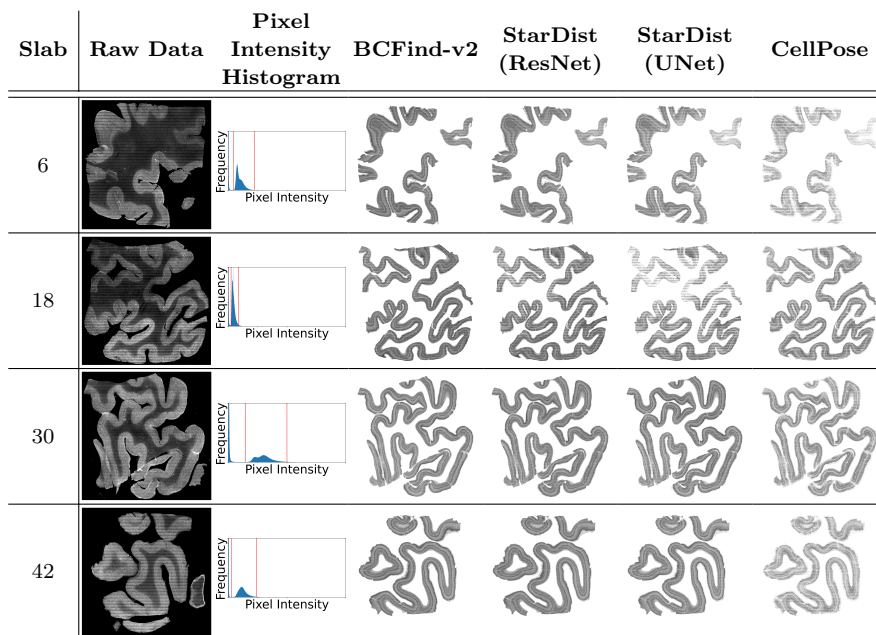 Slab Raw Data Pixel Intensity Histogram BCFind-v2 StarDist (ResNet) StarDist (UNet) CellPose
6 Frequency Pixel Intensity
18 Frequency Pixel Intensity
30 Frequency Pixel Intensity
42 Frequency Pixel Intensity